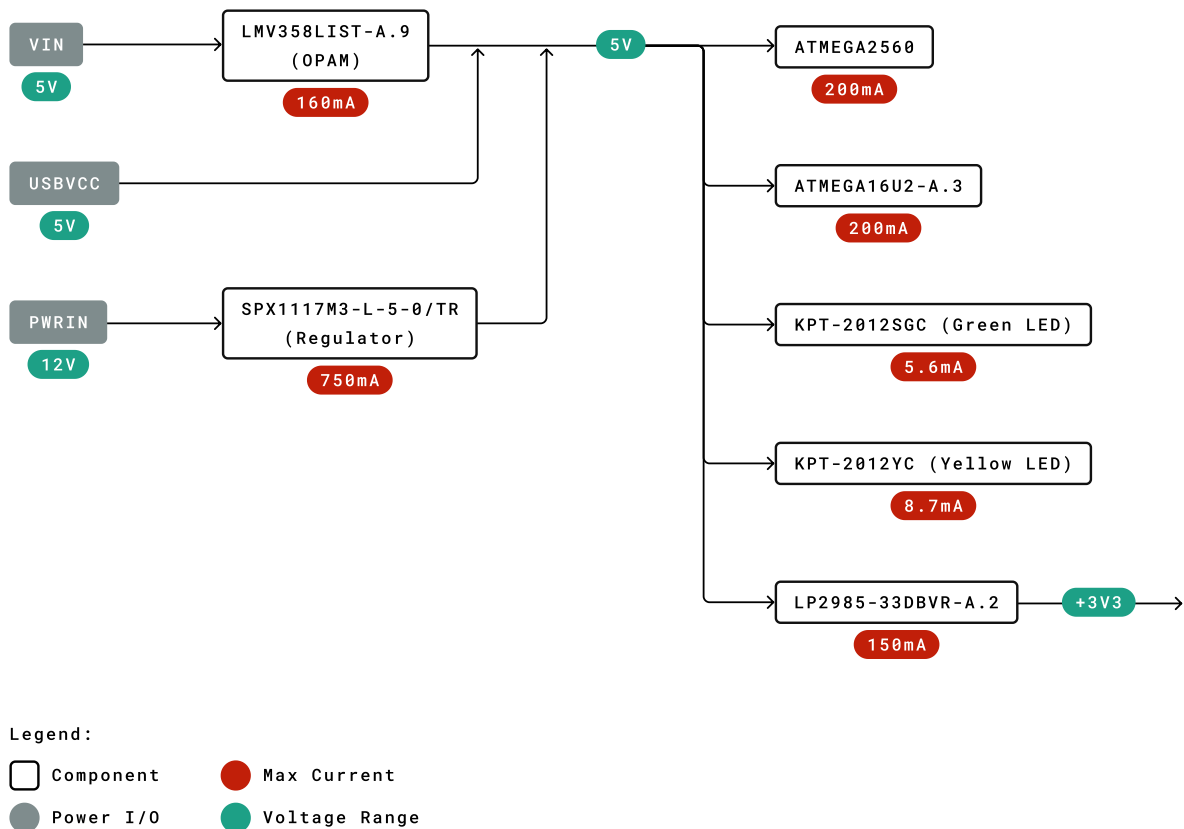 VIN
5V
LMV358LIST-A.9
(OPAM)
160mA
5V
ATMEGA2560
200mA
USBVCC
5V
ATMEGA16U2-A.3
200mA
PWRIN
12V
SPX1117M3-L-5-0/TR
(Regulator)
750mA
KPT-2012SGC (Green LED)
5.6mA
KPT-2012YC (Yellow LED)
8.7mA
LP2985-33DBVR-A.2
150mA
+3V3
Legend:
Component
Max Current
Power I/O
Voltage Range